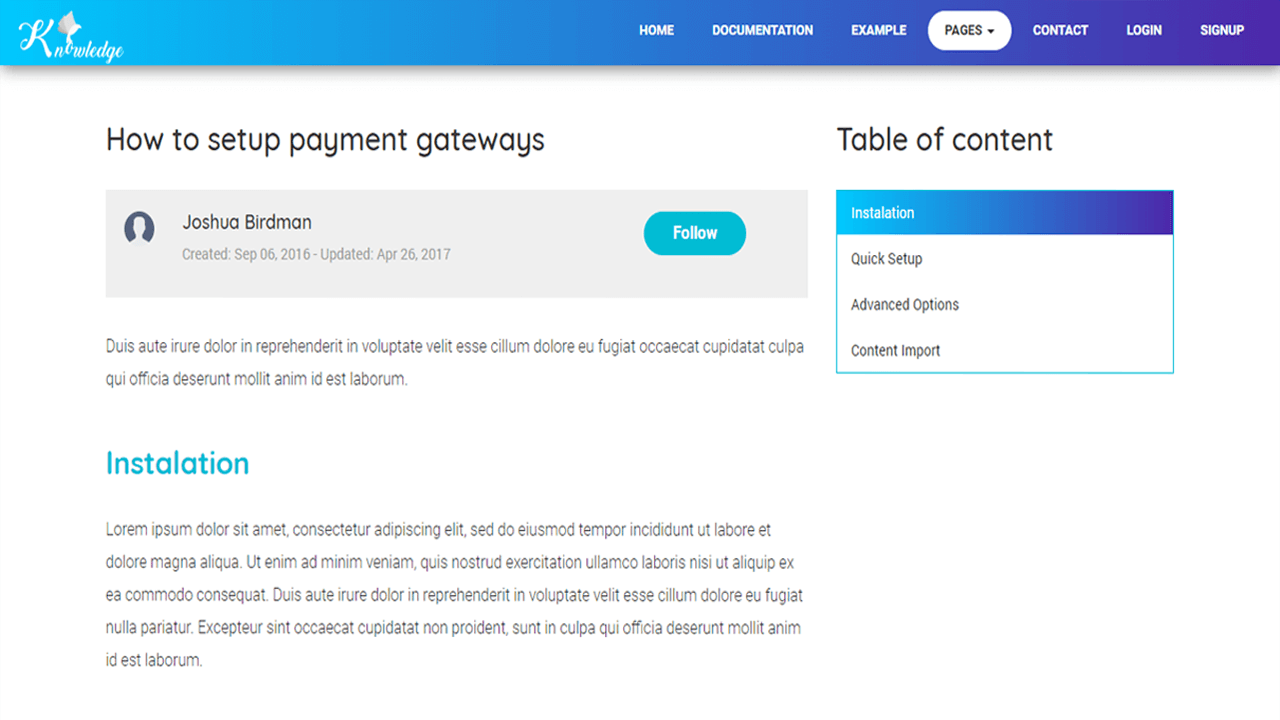 Knowledge
HOME DOCUMENTATION EXAMPLE PAGES CONTACT LOGIN SIGNUP
How to setup payment gateways
Joshua Birdman
Created: Sep 06, 2016 - Updated: Apr 26, 2017
Follow
Duis aute irure dolor in reprehenderit in voluptate velit esse cillum dolore eu fugiat occaecat cupidatat culpa
qui officia deserunt mollit anim id est laborum.
Instalation
Lorem ipsum dolor sit amet, consectetur adipiscing elit, sed do eiusmod tempor incididunt ut labore et
dolore magna aliqua. Ut enim ad minim veniam, quis nostrud exercitation ullamco laboris nisi ut aliquip ex
ea commodo consequat. Duis aute irure dolor in reprehenderit in voluptate velit esse cillum dolore eu fugiat
nulla pariatur. Excepteur sint occaecat cupidatat non proident, sunt in culpa qui officia deserunt mollit anim
id est laborum.
Table of content
Instalation
Quick Setup
Advanced Options
Content Import